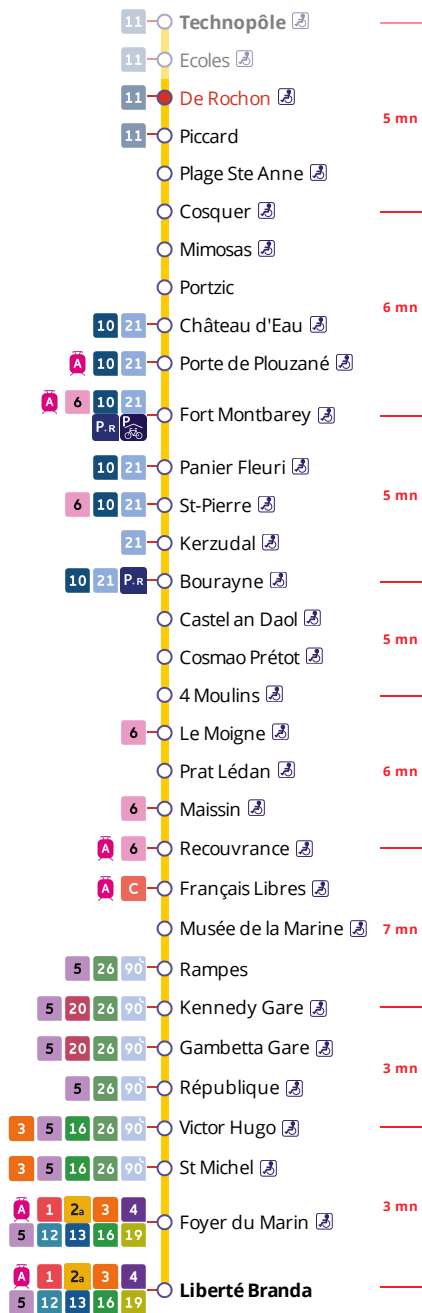 11 Technopôle
11 Ecoles
11 De Rochon
5 mn
11 Piccard
Plage Ste Anne
Cosquer
Mimosas
Portzic
6 mn
10 21 Château d'Eau
A 10 21 Porte de Plouzané
A 6 10 21
P+R P Fort Montbarey
10 21 Panier Fleuri
5 mn
6 10 21 St-Pierre
21 Kerzudal
10 21 P+R Bourayne
Castel an Daol
5 mn
Cosmao Prétot
4 Moulins
6 Le Moigne
Prat Lédan 6 mn
6 Maissin
A 6 Recouvrance
A C Français Libres
Musée de la Marine 7 mn
5 26 90 Rampes
5 20 26 90 Kennedy Gare
5 20 26 90 Gambetta Gare
3 mn
5 26 90 République
3 5 16 26 90 Victor Hugo
3 5 16 26 90 St Michel
3 mn
A 1 2a 3 4
5 12 13 16 19 Foyer du Marin
A 1 2a 3 4
5 12 13 16 19 Liberté Branda